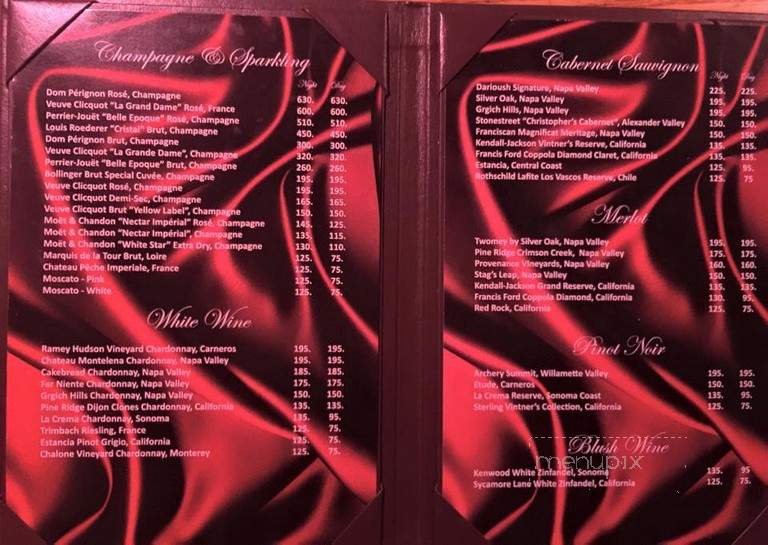 Champagne & Sparkling
Night Day
Dom Pérignon Rosé, Champagne 630. 630.
Veuve Clicquot "La Grand Dame" Rosé, France 600. 600.
Perrier-Jouët "Belle Epoque" Rosé, Champagne 510. 510.
Louis Roederer "Cristal" Brut, Champagne 450. 450.
Dom Pérignon Brut, Champagne 300. 300.
Veuve Clicquot "La Grande Dame", Champagne 320. 320.
Perrier-Jouët "Belle Epoque" Brut, Champagne 260. 260.
Bollinger Brut Special Cuvée, Champagne 195. 195.
Veuve Clicquot Rosé, Champagne 195. 195.
Veuve Clicquot Demi-Sec, Champagne 165. 165.
Veuve Clicquot Brut "Yellow Label", Champagne 150. 150.
Moët & Chandon "Nectar Impérial" Rosé, Champagne 145. 125.
Moët & Chandon "Nectar Impérial", Champagne 135. 115.
Moët & Chandon "White Star" Extra Dry, Champagne 130. 110.
Marquis de la Tour Brut, Loire 125. 75.
Chateau Pêche Imperiale, France 125. 75.
Moscato - Pink 125. 75.
Moscato - White 125. 75.
White Wine
Ramey Hudson Vineyard Chardonnay, Carneros 195. 195.
Chateau Montelena Chardonnay, Napa Valley 195. 195.
Cakebread Chardonnay, Napa Valley 185. 185.
Far Niente Chardonnay, Napa Valley 175. 175.
Grgich Hills Chardonnay, Napa Valley 150. 150.
Pine Ridge Dijon Clones Chardonnay, California 135. 135.
La Crema Chardonnay, Sonoma 135. 95.
Trimbach Riesling, France 125. 75.
Estancia Pinot Grigio, California 125. 75.
Chalone Vineyard Chardonnay, Monterey 125. 75.
Cabernet Sauvignon
Night Day
Darioush Signature, Napa Valley 225. 225.
Silver Oak, Napa Valley 195. 195.
Grgich Hills, Napa Valley 195. 195.
Stonestreet "Christopher's Cabernet", Alexander Valley 150. 150.
Franciscan Magnificat Meritage, Napa Valley 150. 150.
Kendall-Jackson Vintner's Reserve, California 135. 135.
Francis Ford Coppola Diamond Claret, California 135. 135.
Estancia, Central Coast 125. 95.
Rothschild Lafite Los Vascos Reserve, Chile 125. 75
Merlot
Twomey by Silver Oak, Napa Valley 195. 195.
Pine Ridge Crimson Creek, Napa Valley 175. 175.
Provenance Vineyards, Napa Valley 160. 160.
Stag's Leap, Napa Valley 150. 150.
Kendall-Jackson Grand Reserve, California 135. 135.
Francis Ford Coppola Diamond, California 130. 95.
Red Rock, California 125. 75.
Pinot Noir
Archery Summit, Willamette Valley 195. 195.
Etude, Carneros 150. 150.
La Crema Reserve, Sonoma Coast 135. 95.
Sterling Vintner's Collection, California 125. 75.
Blush Wine
menupix
Kenwood White Zinfandel, Sonoma 135. 95
Sycamore Lane White Zinfandel, California 125. 75.